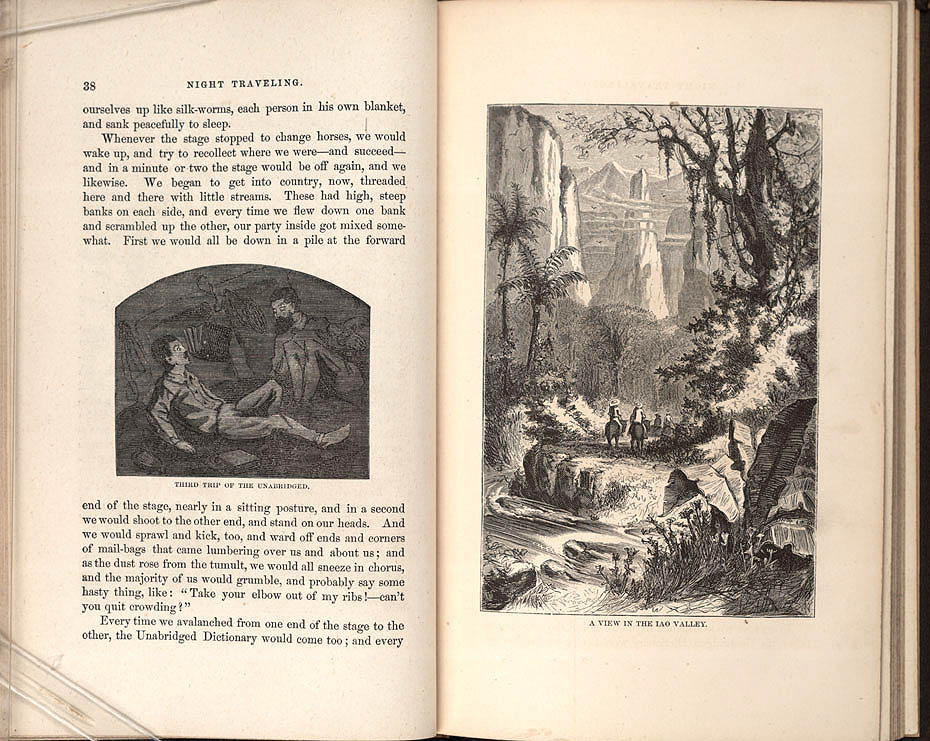 38 NIGHT TRAVELING.
ourselves up like silk-worms, each person in his own blanket,
and sank peacefully to sleep.
Whenever the stage stopped to change horses, we would
wake up, and try to recollect where we were—and succeed—
and in a minute or two the stage would be off again, and we
likewise. We began to get into country, now, threaded
here and there with little streams. These had high, steep
banks on each side, and every time we flew down one bank
and scrambled up the other, our party inside got mixed some-
what. First we would all be down in a pile at the forward
THIRD TRIP OF THE UNABRIDGED.
end of the stage, nearly in a sitting posture, and in a second
we would shoot to the other end, and stand on our heads. And
we would sprawl and kick, too, and ward off ends and corners
of mail-bags that came lumbering over us and about us; and
as the dust rose from the tumult, we would all sneeze in chorus,
and the majority of us would grumble, and probably say some
hasty thing, like: "Take your elbow out of my ribs!—can't
you quit crowding?"
Every time we avalanched from one end of the stage to the
other, the Unabridged Dictionary would come too; and every
A VIEW IN THE IAO VALLEY.